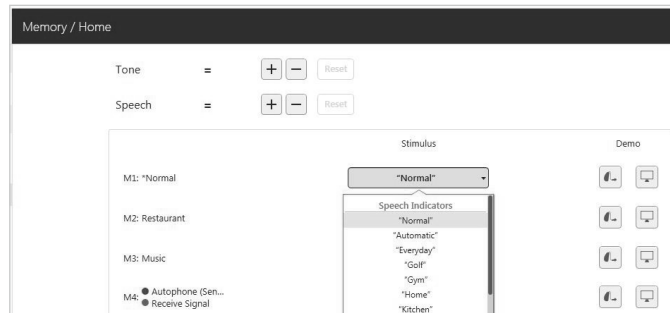 Memory / Home
Tone = + − Reset
Speech = + − Reset
Stimulus Demo
M1: *Normal "Normal"
Speech Indicators
"Normal"
M2: Restaurant
"Automatic"
"Everyday"
M3: Music
"Golf"
"Gym"
M4: Autophone (Sen... "Home"
Receive Signal "Kitchen"